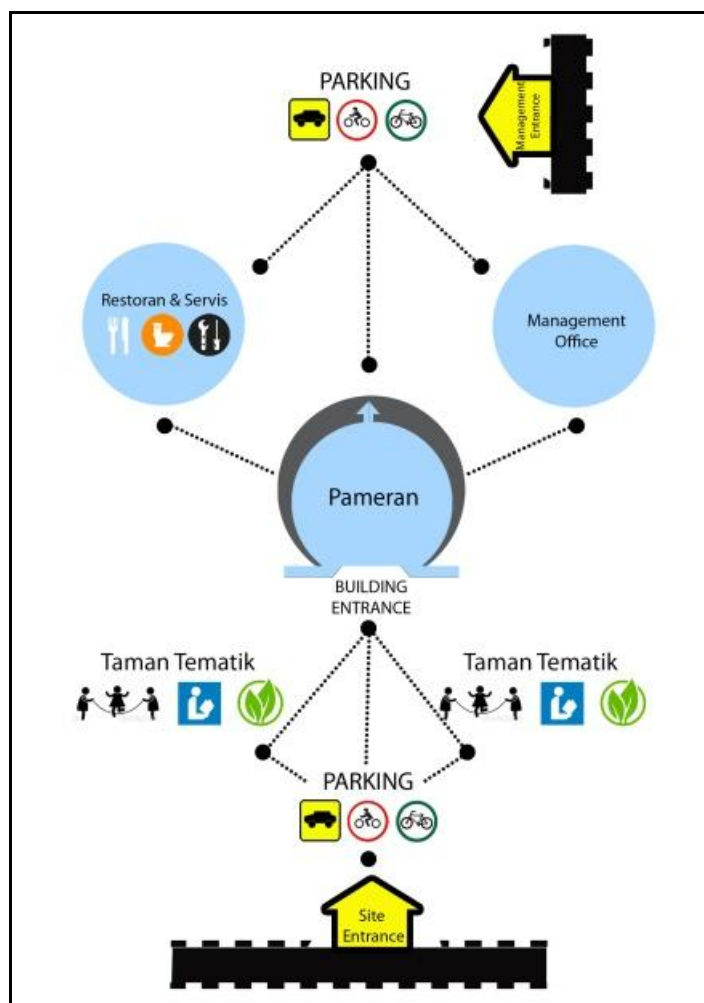 PARKING
Management
Entrance
Restoran & Servis
Management
Office
Pameran
BUILDING
ENTRANCE
Taman Tematik
Taman Tematik
PARKING
Site
Entrance